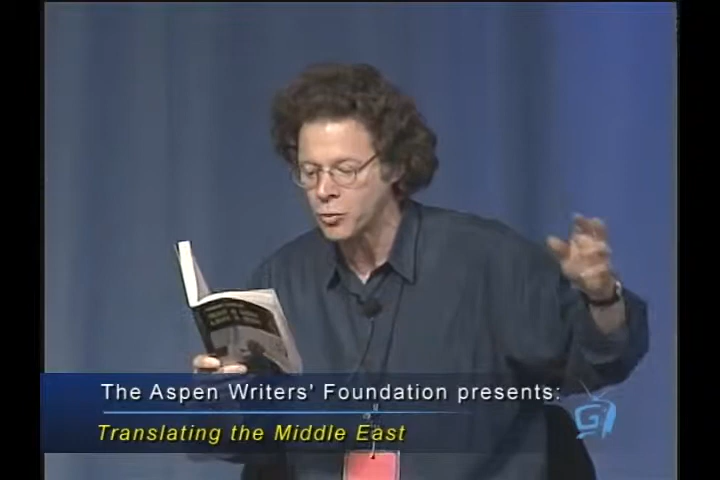 The Aspen Writers' Foundation presents:
Translating the Middle East